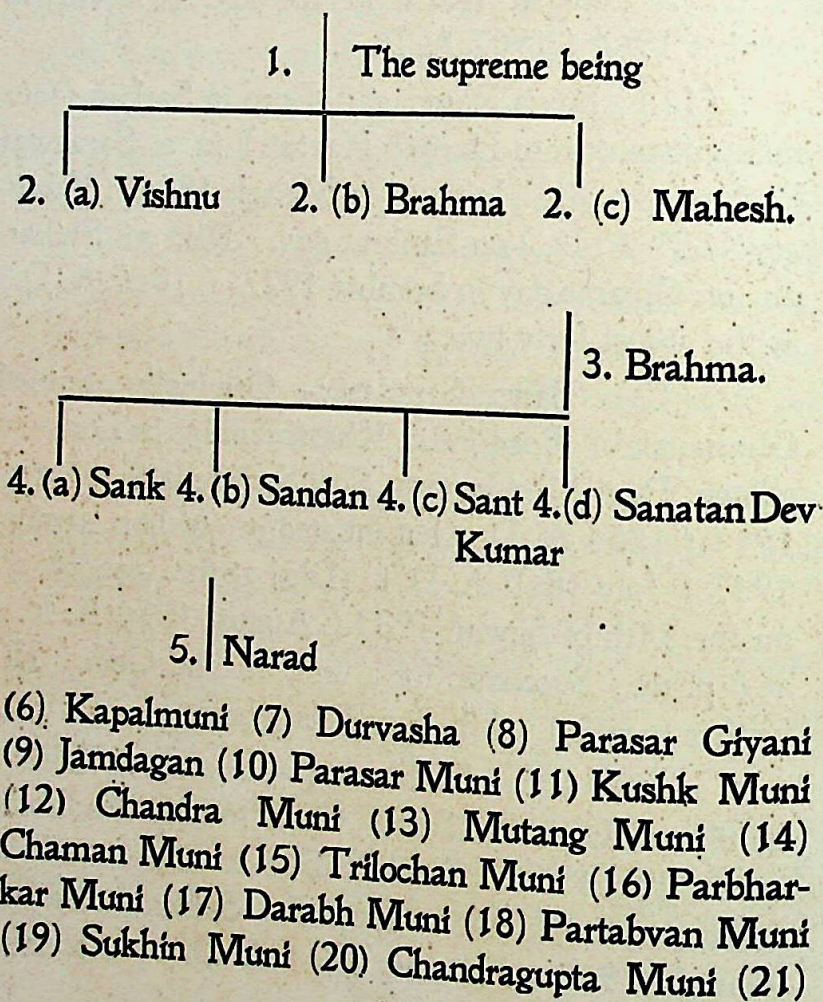 1. The supreme being
2. (a) Vishnu 2. (b) Brahma 2. (c) Mahesh.
3. Brahma.
4. (a) Sank 4. (b) Sandan 4. (c) Sant 4. (d) Sanatan Dev
Kumar
5. Narad
(6) Kapalmuni (7) Durvasha (8) Parasar Giyani
(9) Jamdagan (10) Parasar Muni (11) Kushk Muni
(12) Chandra Muni (13) Mutang Muni (14)
Chaman Muni (15) Trilochan Muni (16) Parbhar-
kar Muni (17) Darabh Muni (18) Partabvan Muni
(19) Sukhin Muni (20) Chandragupta Muni (21)